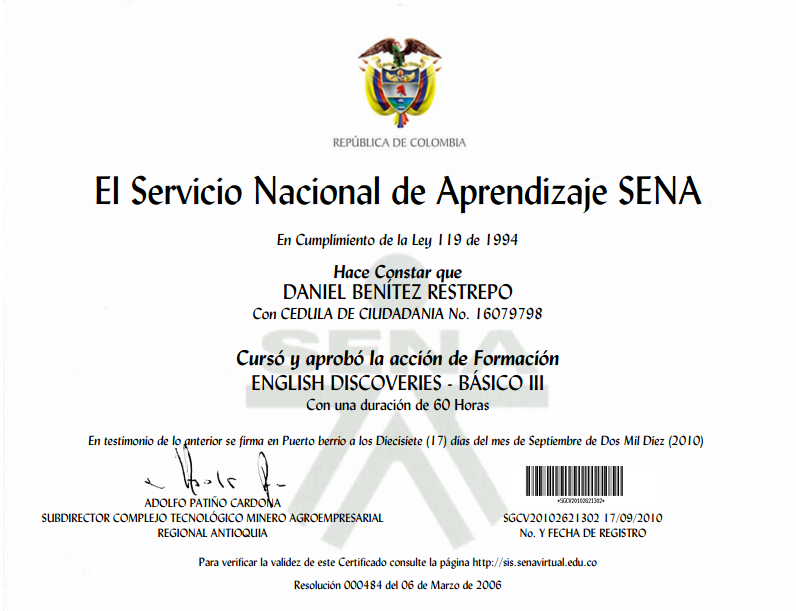 REPÚBLICA DE COLOMBIA
El Servicio Nacional de Aprendizaje SENA
En Cumplimiento de la Ley 119 de 1994
Hace Constar que
DANIEL BENÍTEZ RESTREPO
Con CEDULA DE CIUDADANIA No. 16079798
SENA
Cursó y aprobó la acción de Formación
ENGLISH DISCOVERIES - BÁSICO III
Con una duración de 60 Horas
En testimonio de lo anterior se firma en Puerto berrio a los Diecisiete (17) días del mes de Septiembre de Dos Mil Diez (2010)
*SGCV20102621302*
ADOLFO PATIÑO CARDONA
SUBDIRECTOR COMPLEJO TECNOLÓGICO MINERO AGROEMPRESARIAL
REGIONAL ANTIOQUIA
SGCV20102621302 17/09/2010
No. Y FECHA DE REGISTRO
Para verificar la validez de este Certificado consulte la página http://sis.senavirtual.edu.co
Resolución 000484 del 06 de Marzo de 2006